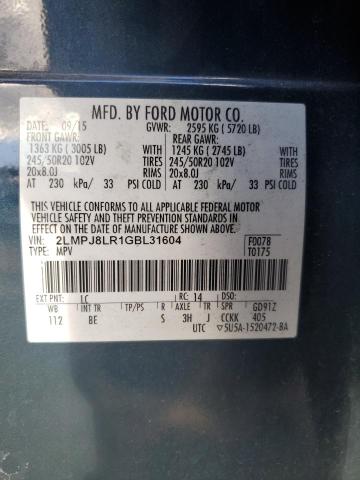 MFD. BY FORD MOTOR CO.
DATE: 09/15 GVWR: 2595 KG ( 5720 LB)
FRONT GAWR: REAR GAWR:
1363 KG ( 3005 LB) WITH 1245 KG ( 2745 LB) WITH
245/50R20 102V TIRES 245/50R20 102V TIRES
20x8.0J RIMS 20x8.0J RIMS
AT 230 kPa/ 33 PSI COLD AT 230 kPa/ 33 PSI COLD
THIS VEHICLE CONFORMS TO ALL APPLICABLE FEDERAL MOTOR
VEHICLE SAFETY AND BUMPER STANDARDS IN
EFFECT ON THE DATE OF MANUFACTURE SHOWN ABOVE.
VIN: 2LMPJ8LR1GBL31604 F0078
TYPE: MPV T0175
EXT PNT: LC RC: 14 DSO:
WB INT TR TP/PS R AXLE TR SPR GD91Z
112 BE S 3H J CCKK 405
UTC ▽5U5A-1520472-BA